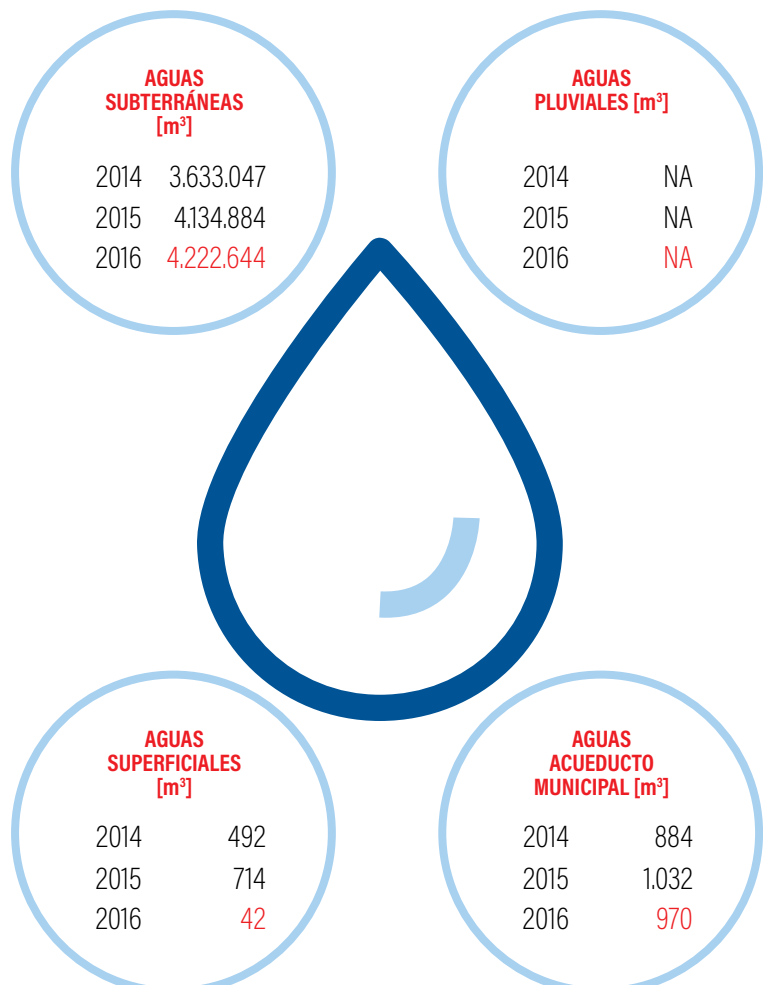 AGUAS
SUBTERRÁNEAS
[m³]
2014 3.633.047
2015 4.134.884
2016 4.222.644
AGUAS
PLUVIALES [m³]
2014 NA
2015 NA
2016 NA
AGUAS
SUPERFICIALES
[m³]
2014 492
2015 714
2016 42
AGUAS
ACUEDUCTO
MUNICIPAL [m³]
2014 884
2015 1.032
2016 970